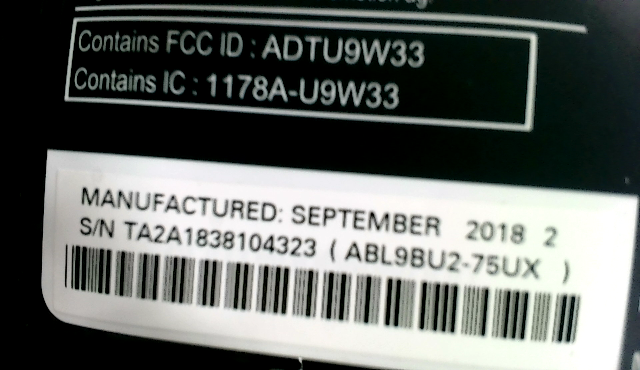 Contains FCC ID : ADTU9W33
Contains IC : 1178A-U9W33
MANUFACTURED: SEPTEMBER 2018 2
S/N TA2A1838104323 ( ABL9BU2-75UX )